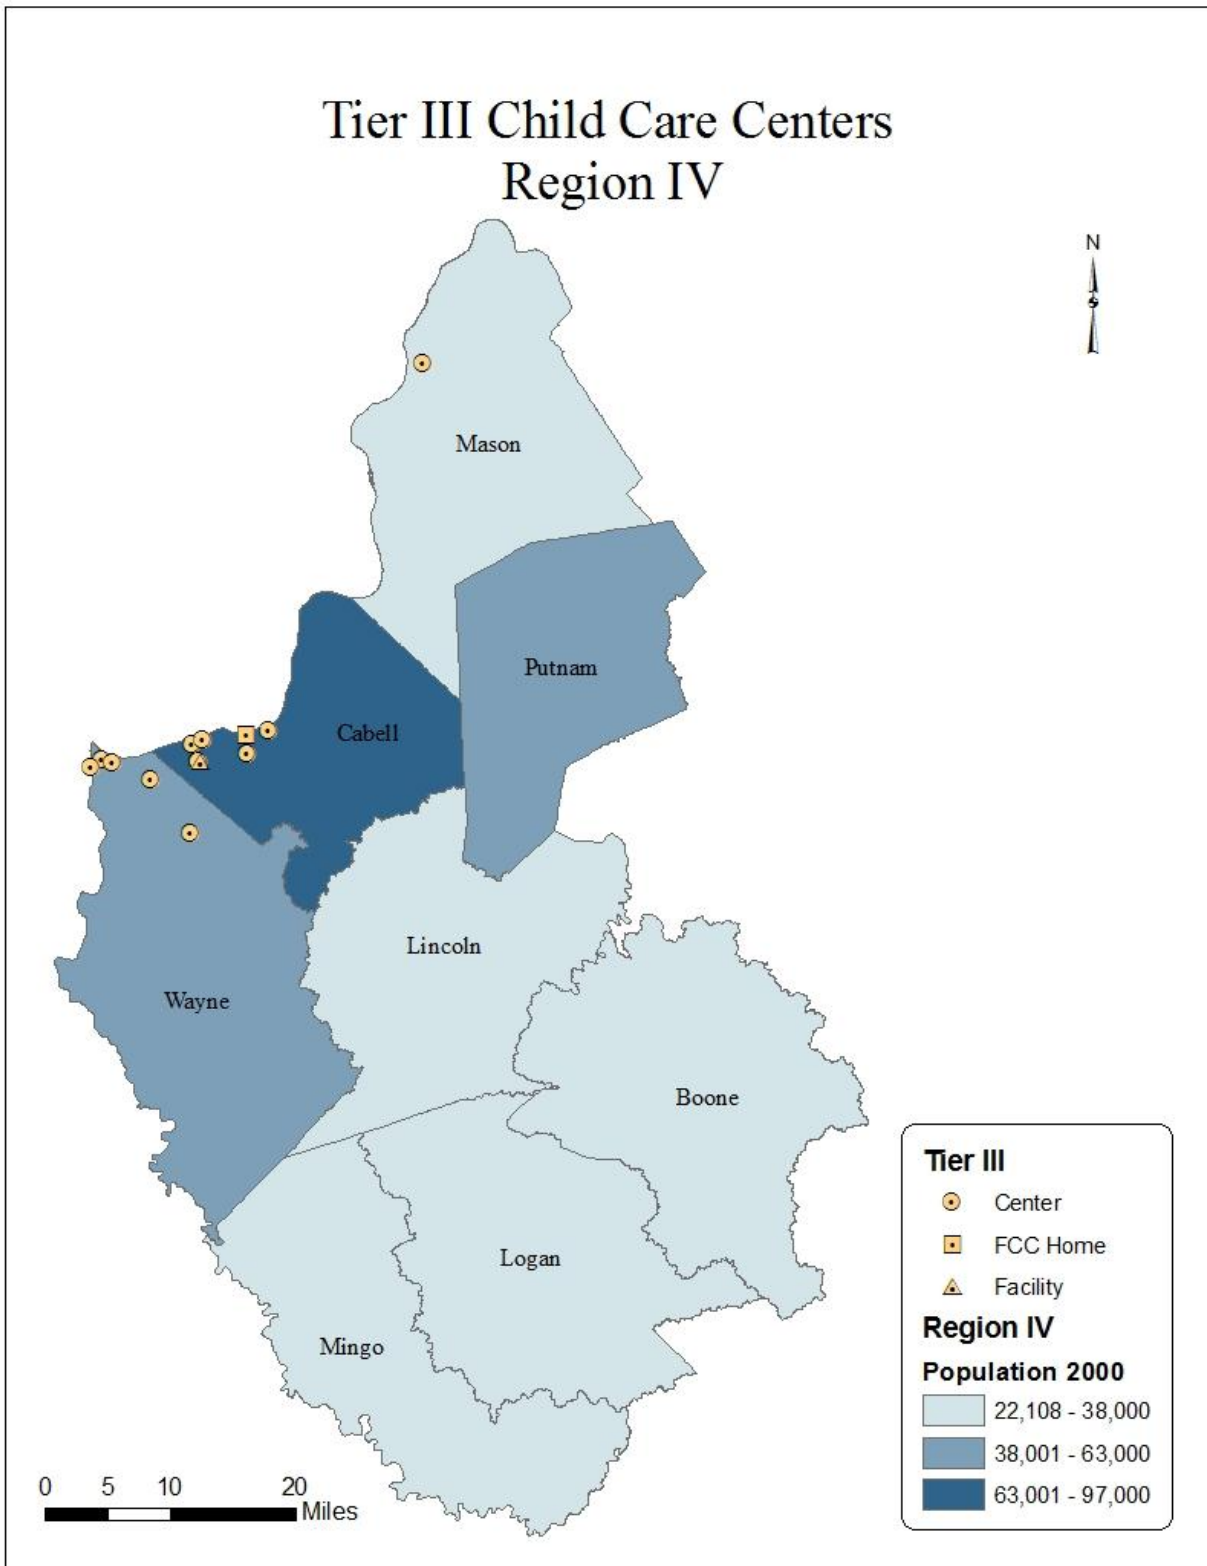 Tier III Child Care Centers
Region IV
N
Mason
Putnam
Cabell
Lincoln
Wayne
Boone
Logan
Mingo
Tier III
Center
FCC Home
Facility
Region IV
Population 2000
22,108 - 38,000
38,001 - 63,000
63,001 - 97,000
0 5 10 20
Miles